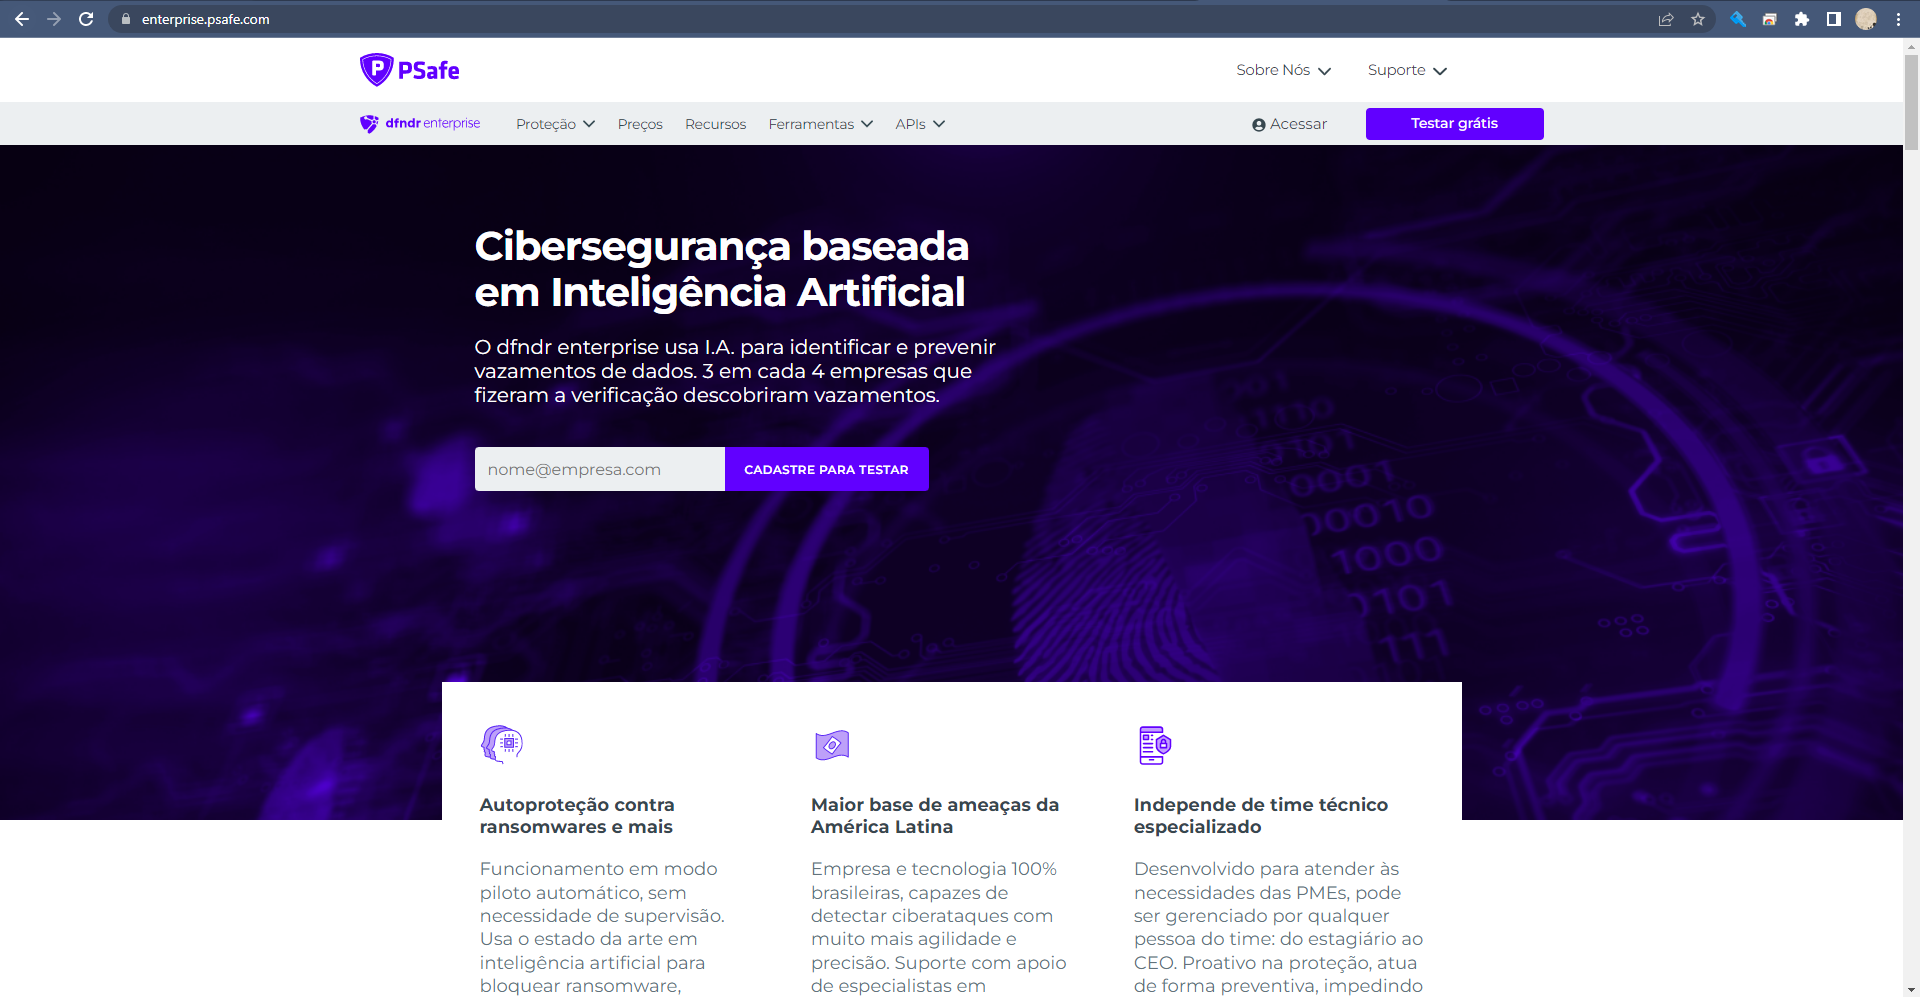 enterprise.psafe.com
PSafe
Sobre Nós
Suporte
dfndr enterprise
Proteção
Preços
Recursos
Ferramentas
APIs
Acessar
Testar grátis
Cibersegurança baseada
em Inteligência Artificial
O dfndr enterprise usa I.A. para identificar e prevenir
vazamentos de dados. 3 em cada 4 empresas que
fizeram a verificação descobriram vazamentos.
nome@empresa.com
CADASTRE PARA TESTAR
Autoproteção contra
ransomwares e mais
Funcionamento em modo
piloto automático, sem
necessidade de supervisão.
Usa o estado da arte em
inteligência artificial para
bloquear ransomware,
Maior base de ameaças da
América Latina
Empresa e tecnologia 100%
brasileiras, capazes de
detectar ciberataques com
muito mais agilidade e
precisão. Suporte com apoio
de especialistas em
Independe de time técnico
especializado
Desenvolvido para atender às
necessidades das PMEs, pode
ser gerenciado por qualquer
pessoa do time: do estagiário ao
CEO. Proativo na proteção, atua
de forma preventiva, impedindo